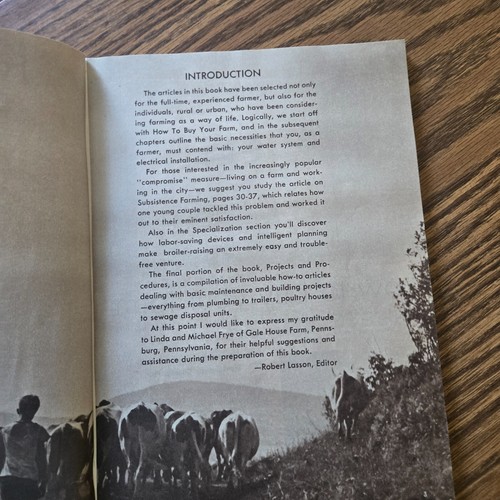 INTRODUCTION
The articles in this book have been selected not only
for the full-time, experienced farmer, but also for the
individuals, rural or urban, who have been consider-
ing farming as a way of life. Logically, we start off
with How To Buy Your Farm, and in the subsequent
chapters outline the basic necessities that you, as a
farmer, must contend with: your water system and
electrical installation.
For those interested in the increasingly popular
"compromise" measure—living on a farm and work-
ing in the city—we suggest you study the article on
Subsistence Farming, pages 30-37, which relates how
one young couple tackled this problem and worked it
out to their eminent satisfaction.
Also in the Specialization section you'll discover
how labor-saving devices and intelligent planning
make broiler-raising an extremely easy and trouble-
free venture.
The final portion of the book, Projects and Pro-
cedures, is a compilation of invaluable how-to articles
dealing with basic maintenance and building projects
—everything from plumbing to trailers, poultry houses
to sewage disposal units.
At this point I would like to express my gratitude
to Linda and Michael Frye of Gale House Farm, Penns-
burg, Pennsylvania, for their helpful suggestions and
assistance during the preparation of this book.
—Robert Lasson, Editor